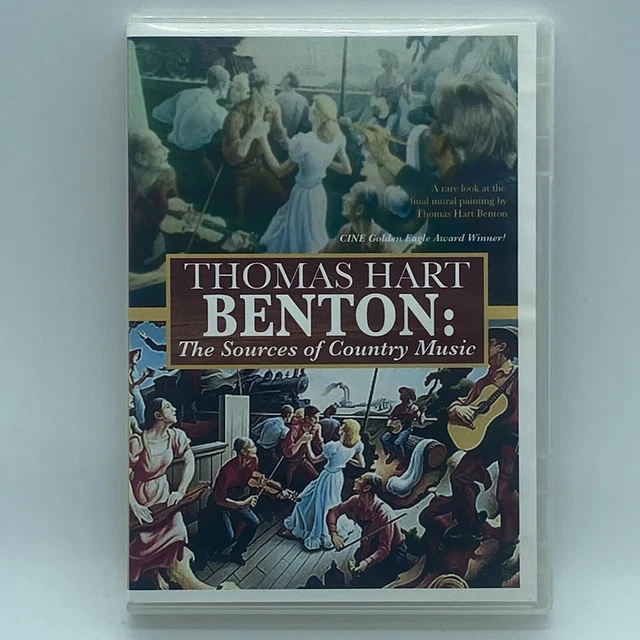 A rare look at the
final mural painting by
Thomas Hart Benton
CINE Golden Eagle Award Winner!
THOMAS HART
BENTON:
The Sources of Country Music